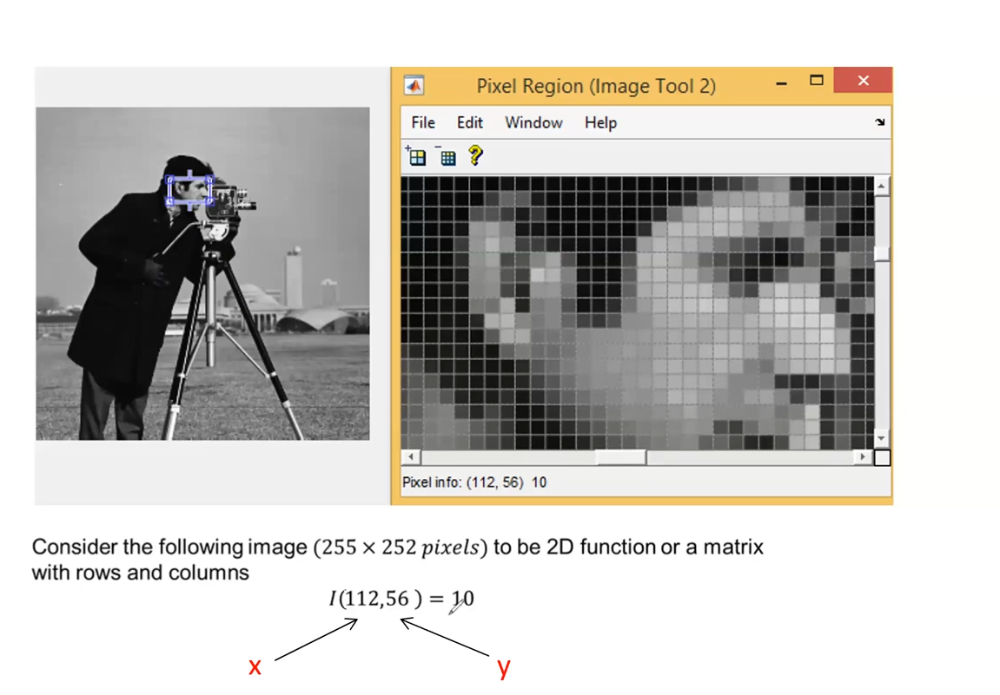 Pixel Region (Image Tool 2)
File Edit Window Help
Pixel info: (112, 56) 10
Consider the following image (255 × 252 pixels) to be 2D function or a matrix
with rows and columns
I(112,56 ) = 10
x y